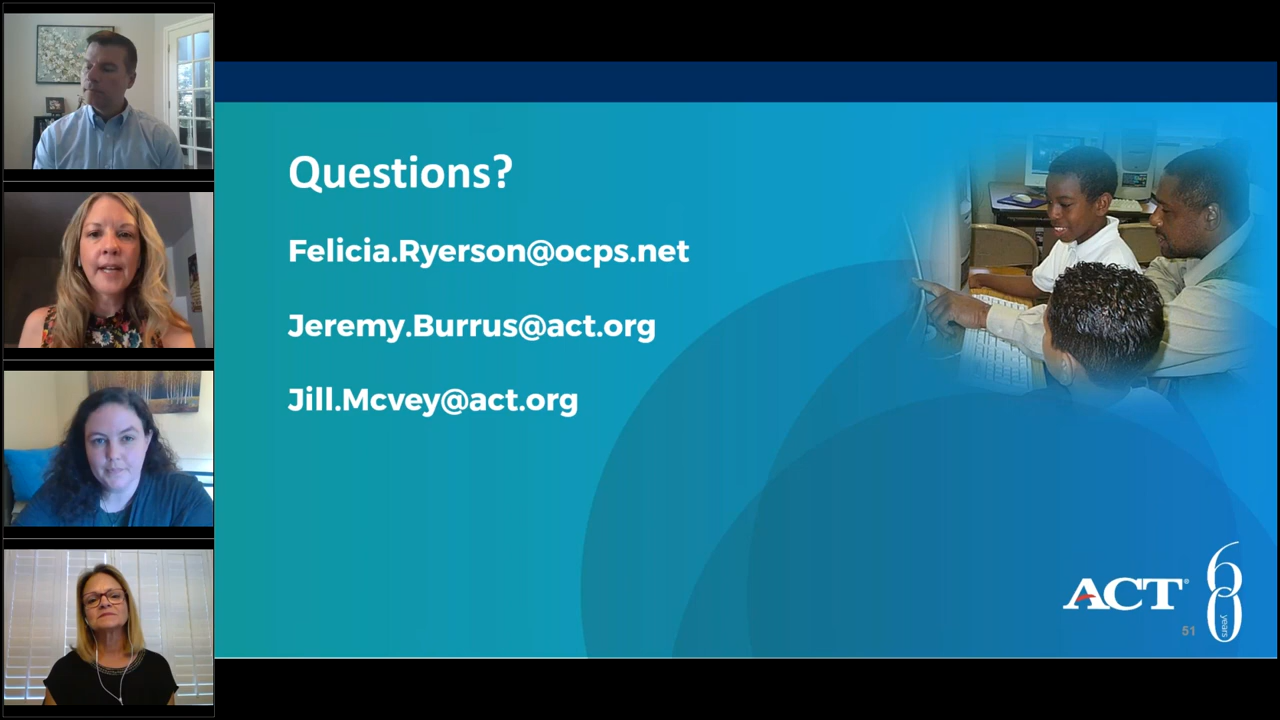 Questions?
Felicia.Ryerson@ocps.net
Jeremy.Burrus@act.org
Jill.Mcvey@act.org
ACT®
60
years
51